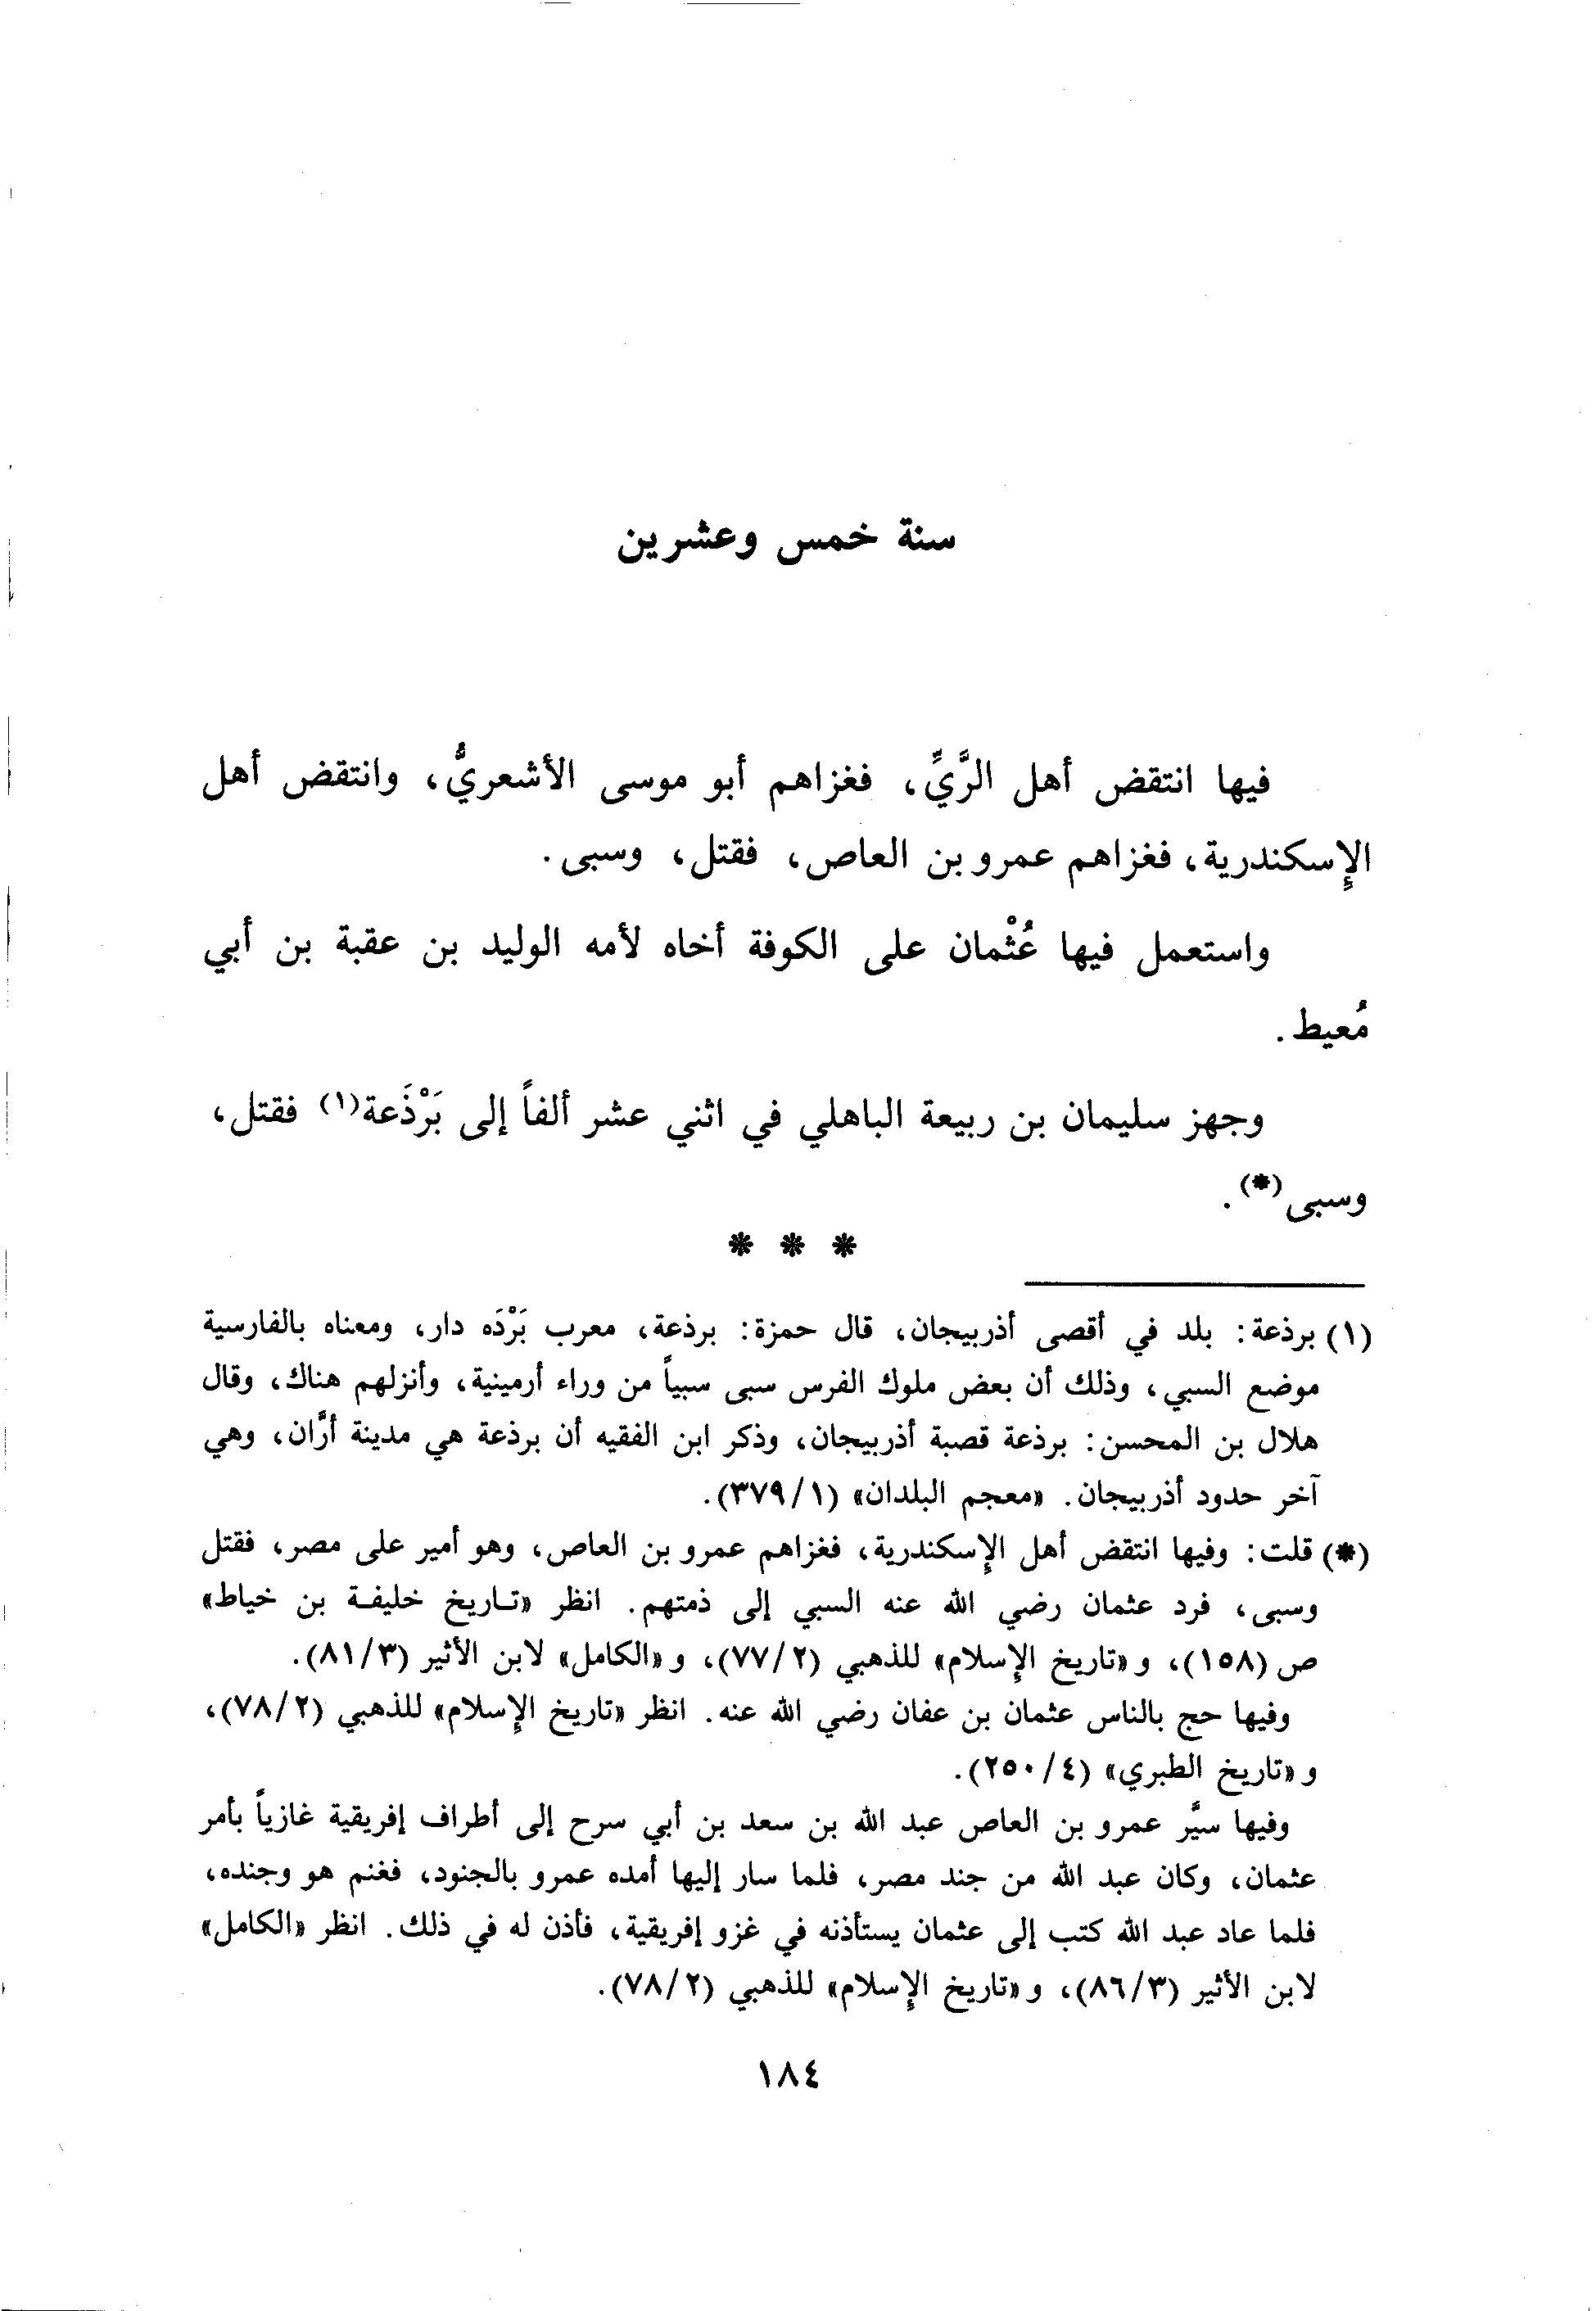 سنة خمس وعشرين
فيها انتقض أهل الرَّيِّ، فغزاهم أبو موسى الأشعريُّ، وانتقض أهل
الإسكندرية، فغزاهم عمرو بن العاص، فقتل، وسبى.
واستعمل فيها عُثْمان على الكوفة أخاه لأمه الوليد بن عقبة بن أبي
مُعيط.
وجهز سليمان بن ربيعة الباهلي في اثني عشر ألفاً إلى بَرْذَعة(١) فقتل،
وسبى(*).
* * *
(١) برذعة: بلد في أقصى أذربيجان، قال حمزة: برذعة، معرب بَرْدَه دار، ومعناه بالفارسية
موضع السبي، وذلك أن بعض ملوك الفرس سبى سبياً من وراء أرمينية، وأنزلهم هناك، وقال
هلال بن المحسن: برذعة قصبة أذربيجان، وذكر ابن الفقيه أن برذعة هي مدينة أرَّان، وهي
آخر حدود أذربيجان. «معجم البلدان» (١/٣٧٩).
(*) قلت: وفيها انتقض أهل الإسكندرية، فغزاهم عمرو بن العاص، وهو أمير على مصر، فقتل
وسبى، فرد عثمان رضي الله عنه السبي إلى ذمتهم. انظر «تاريخ خليفة بن خياط»
ص (١٥٨)، و «تاريخ الإسلام» للذهبي (٢/٧٧)، و «الكامل» لابن الأثير (٣/٨١).
وفيها حج بالناس عثمان بن عفان رضي الله عنه. انظر «تاريخ الإسلام» للذهبي (٢/٧٨)،
و «تاريخ الطبري» (٤/٢٥٠).
وفيها سيَّر عمرو بن العاص عبد الله بن سعد بن أبي سرح إلى أطراف إفريقية غازياً بأمر
عثمان، وكان عبد الله من جند مصر، فلما سار إليها أمده عمرو بالجنود، فغنم هو وجنده،
فلما عاد عبد الله كتب إلى عثمان يستأذنه في غزو إفريقية، فأذن له في ذلك. انظر «الكامل»
لابن الأثير (٣/٨٦)، و «تاريخ الإسلام» للذهبي (٢/٧٨).
١٨٤